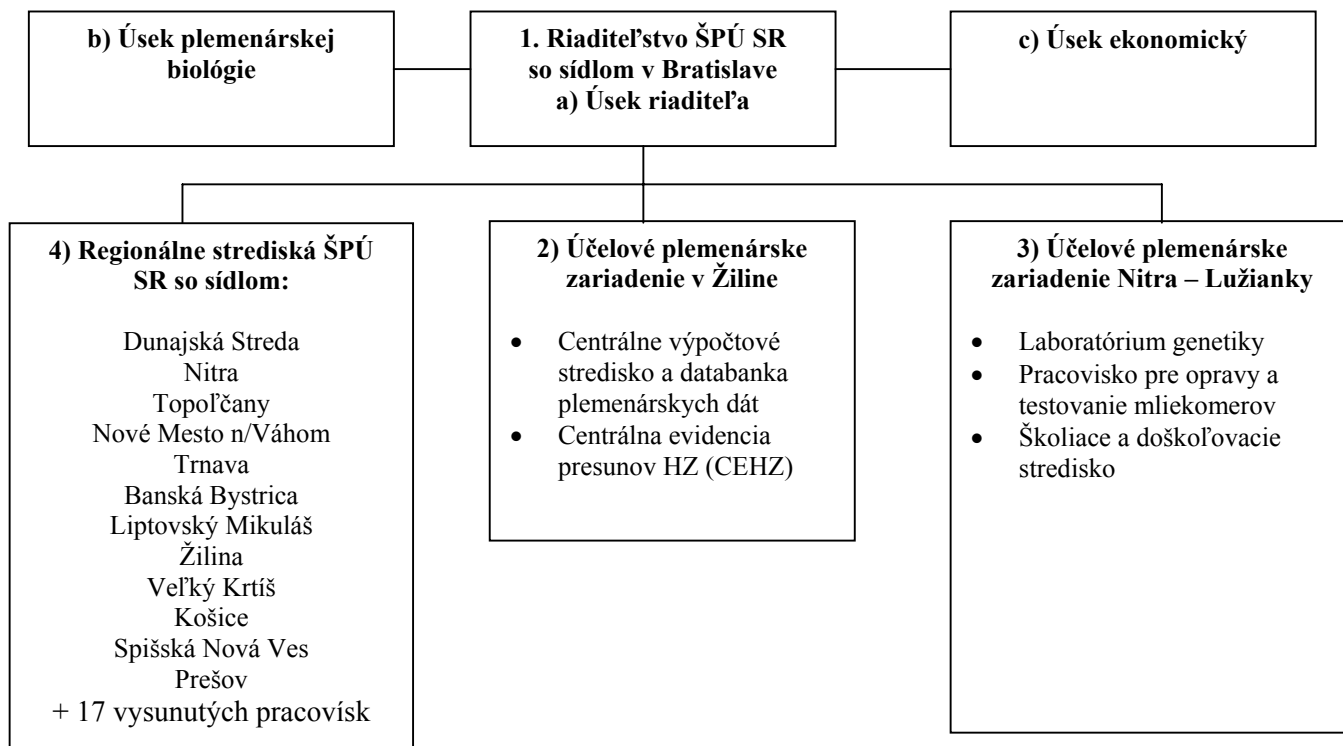 b) Úsek plemenárskej
biológie
1. Riaditeľstvo ŠPÚ SR
so sídlom v Bratislave
a) Úsek riaditeľa
c) Úsek ekonomický
4) Regionálne strediská ŠPÚ
SR so sídlom:
Dunajská Streda
Nitra
Topoľčany
Nové Mesto n/Váhom
Trnava
Banská Bystrica
Liptovský Mikuláš
Žilina
Veľký Krtíš
Košice
Spišská Nová Ves
Prešov
+ 17 vysunutých pracovísk
2) Účelové plemenárske
zariadenie v Žiline
• Centrálne výpočtové
stredisko a databanka
plemenárskych dát
• Centrálna evidencia
presunov HZ (CEHZ)
3) Účelové plemenárske
zariadenie Nitra – Lužianky
• Laboratórium genetiky
• Pracovisko pre opravy a
testovanie mliekomerov
• Školiace a doškoľovacie
stredisko